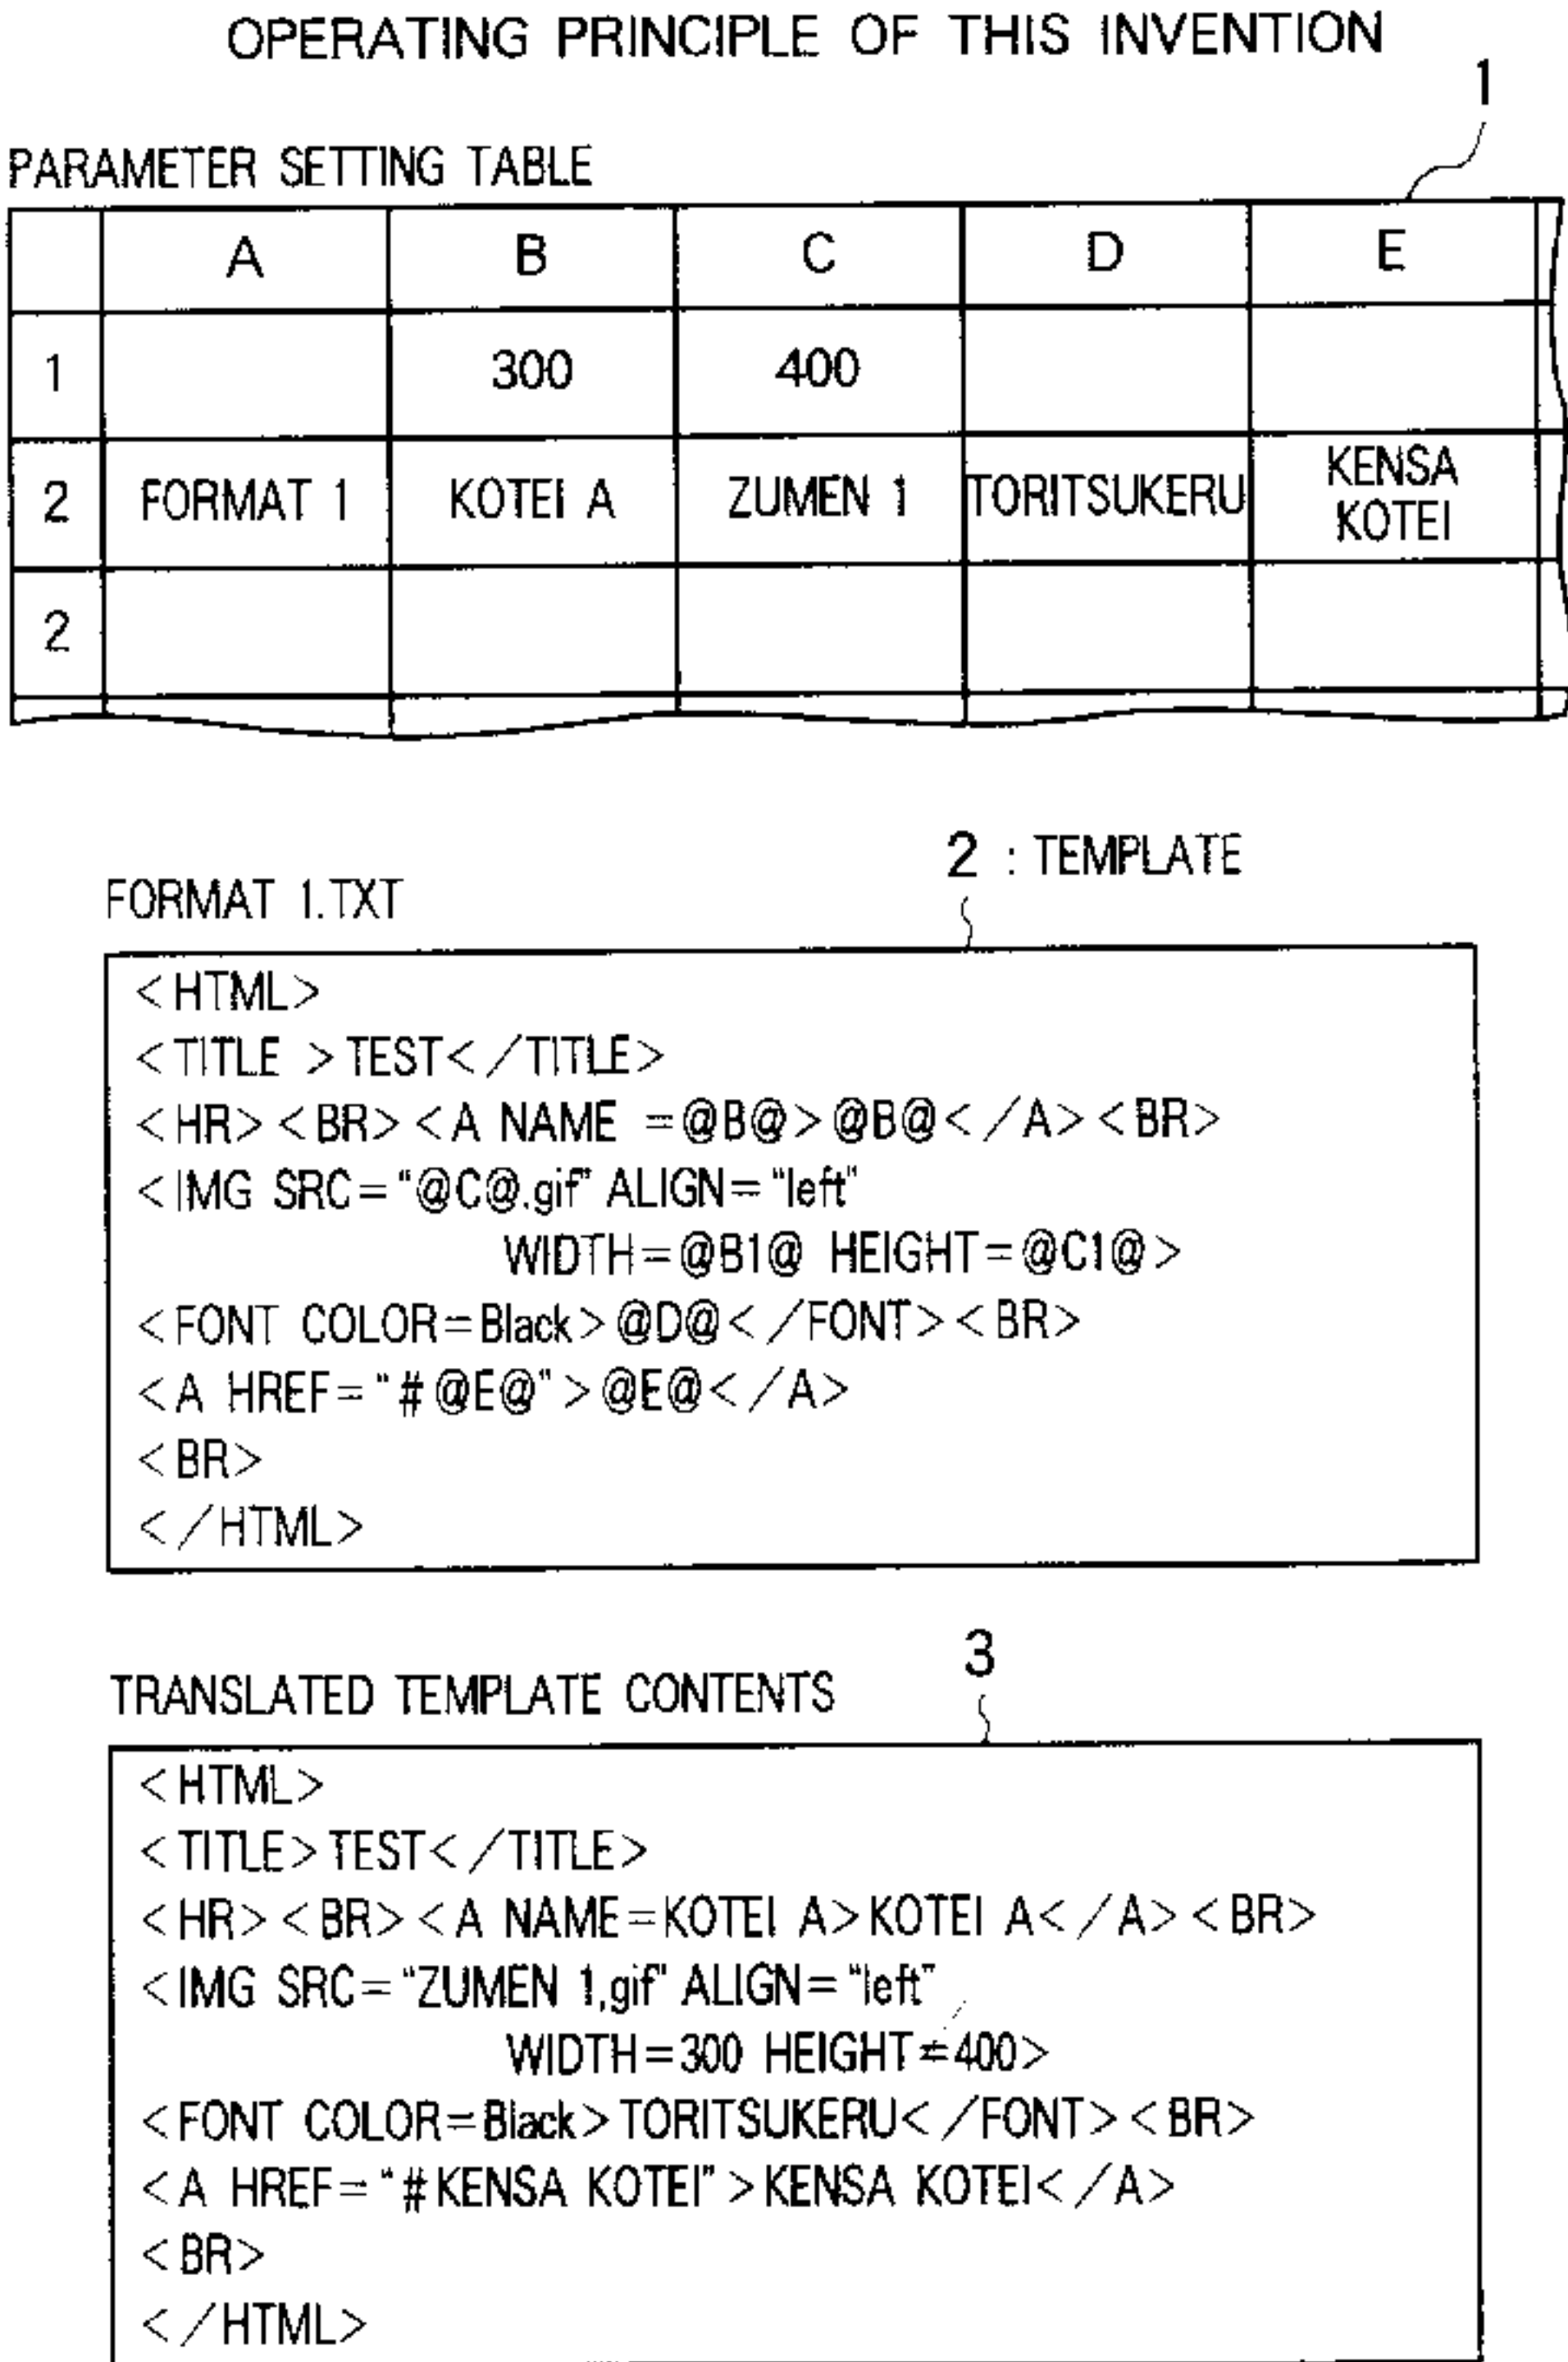 OPERATING PRINCIPLE OF THIS INVENTION
1
PARAMETER SETTING TABLE
A B C D E
1 300 400
2 FORMAT 1 KOTEI A ZUMEN 1 TORITSUKERU KENSA KOTEI
2
2 : TEMPLATE
FORMAT 1.TXT
<HTML>
<TITLE >TEST</TITLE>
<HR><BR><A NAME =@B@>@B@</A><BR>
<IMG SRC="@C@.gif" ALIGN="left"
WIDTH=@B1@ HEIGHT=@C1@>
<FONT COLOR=Black>@D@</FONT><BR>
<A HREF="#@E@">@E@</A>
<BR>
</HTML>
3
TRANSLATED TEMPLATE CONTENTS
<HTML>
<TITLE>TEST</TITLE>
<HR><BR><A NAME=KOTEI A>KOTEI A</A><BR>
<IMG SRC="ZUMEN 1.gif" ALIGN="left"
WIDTH=300 HEIGHT=400>
<FONT COLOR=Black>TORITSUKERU</FONT><BR>
<A HREF="#KENSA KOTEI">KENSA KOTEI</A>
<BR>
</HTML>